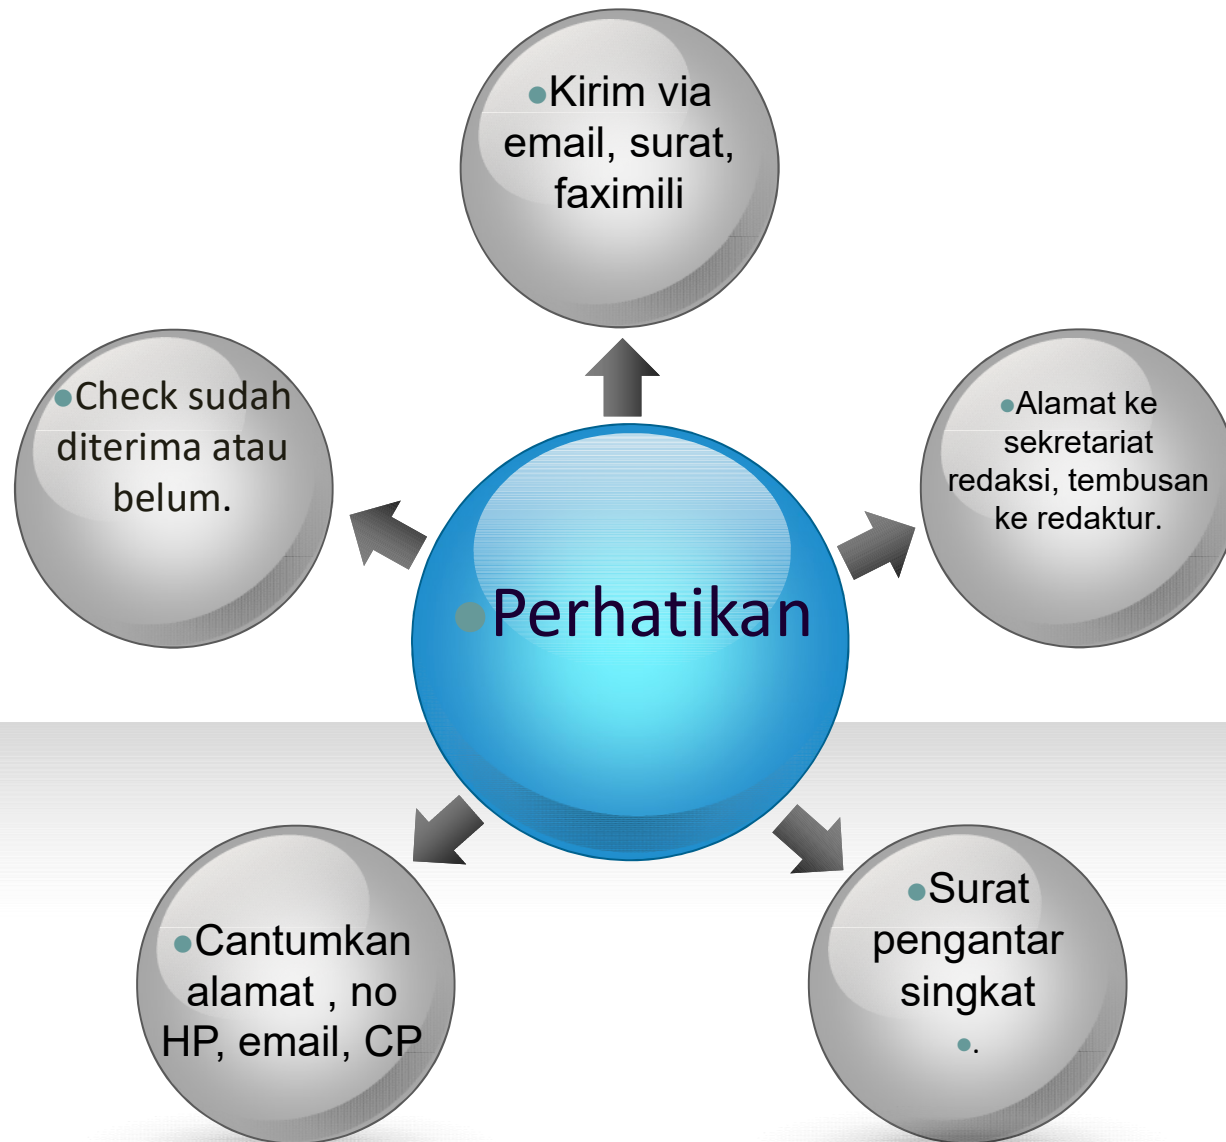 •Kirim via
email, surat,
faximili
•Check sudah
diterima atau
belum.
•Alamat ke
sekretariat
redaksi, tembusan
ke redaktur.
•Perhatikan
•Cantumkan
alamat , no
HP, email, CP
•Surat
pengantar
singkat
•.